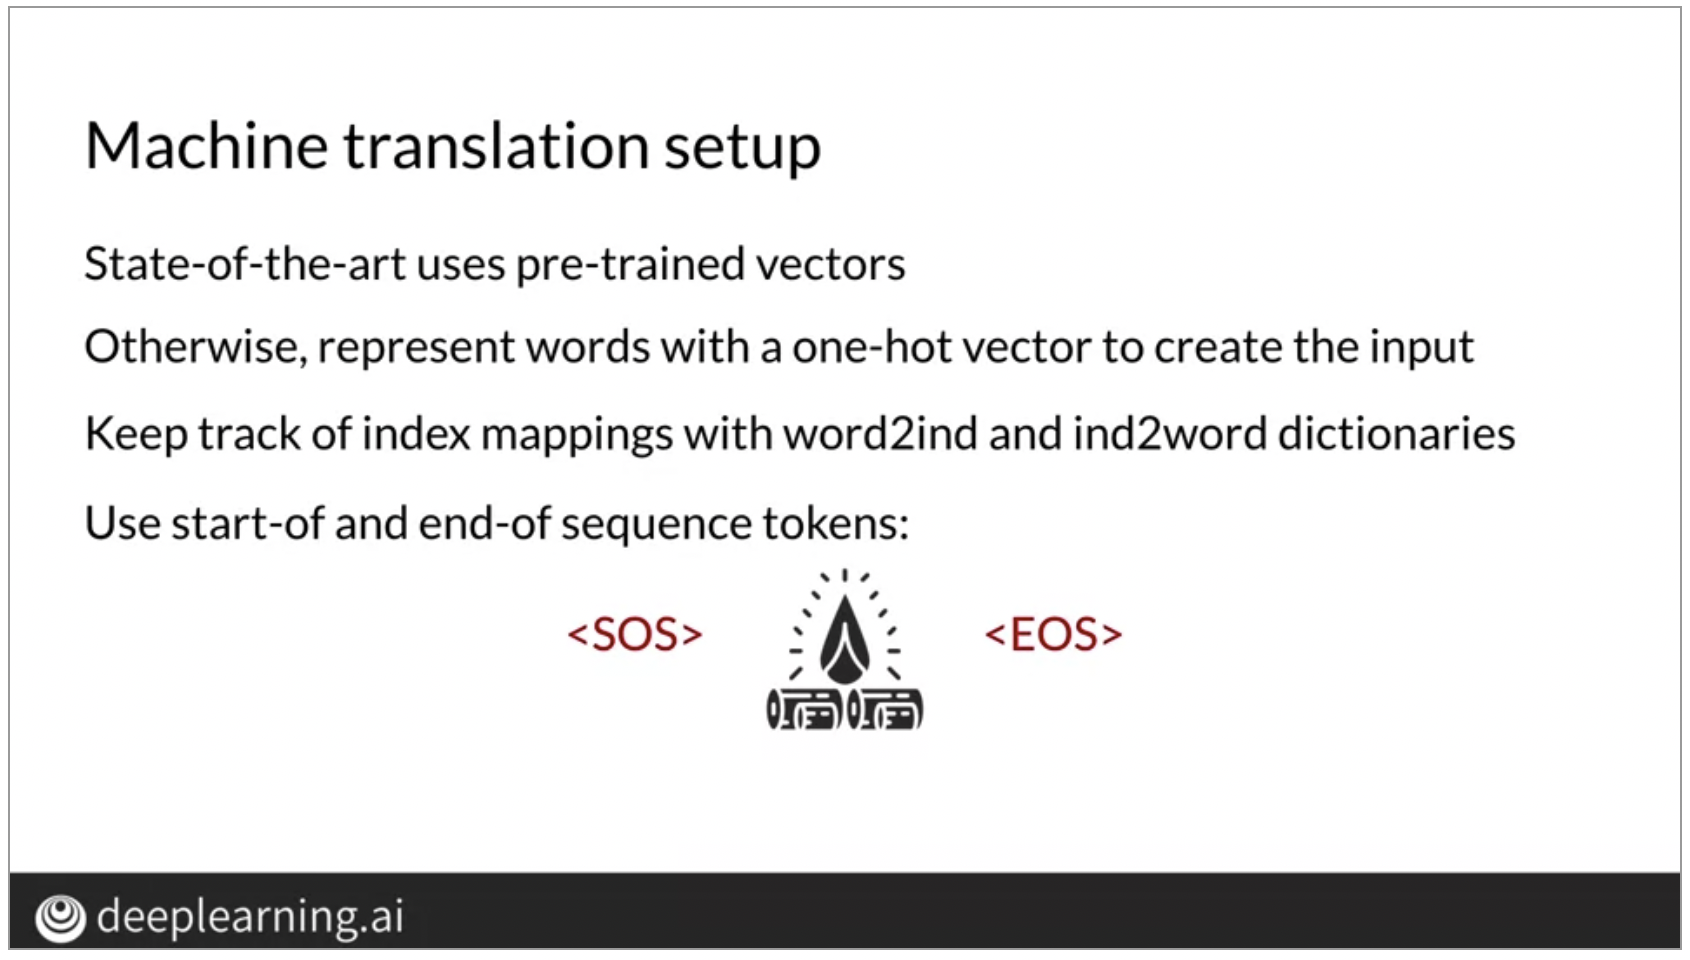 Machine translation setup
State-of-the-art uses pre-trained vectors
Otherwise, represent words with a one-hot vector to create the input
Keep track of index mappings with word2ind and ind2word dictionaries
Use start-of and end-of sequence tokens:
<SOS> <EOS>
deeplearning.ai